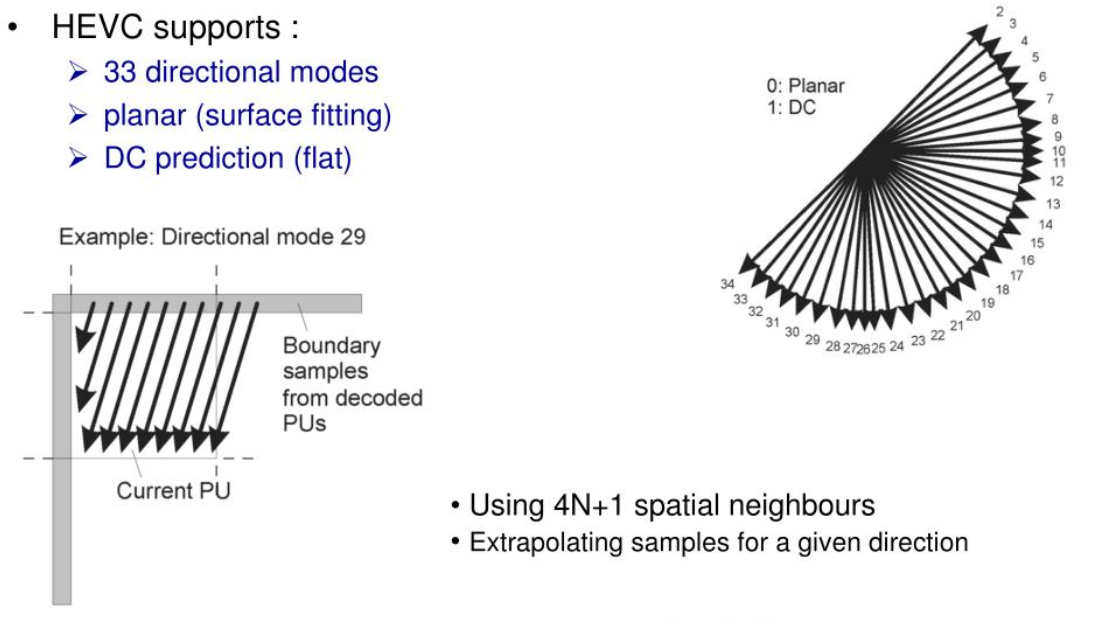 • HEVC supports :
➢ 33 directional modes
➢ planar (surface fitting)
➢ DC prediction (flat)
0: Planar
1: DC
2
3
4
5
6
7
8
9
10
11
12
13
14
15
16
17
18
19
20
21
22
23
24
25
26
27
28
29
30
31
32
33
34
Example: Directional mode 29
Boundary
samples
from decoded
PUs
Current PU
• Using 4N+1 spatial neighbours
• Extrapolating samples for a given direction